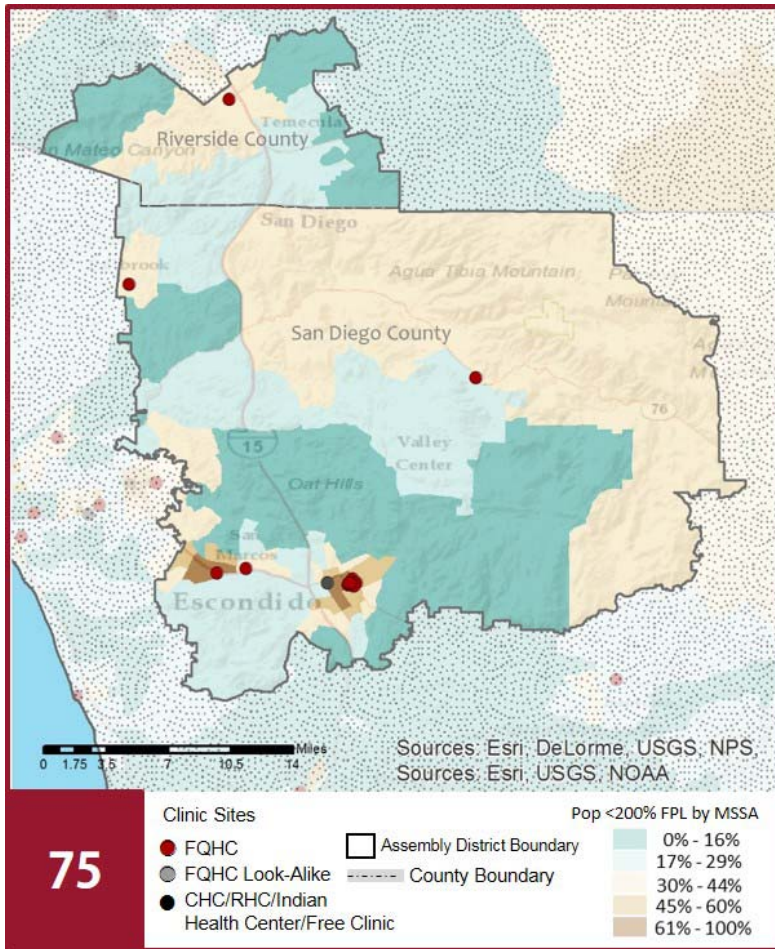 Temecula
Riverside County
Mateo Canyon
San Diego
brook
Agua Tibia Mountain
San Diego County
76
Valley
Center
15
Oat Hills
San
Marcos
Escondido
Miles
0 1.75 3.5 7 10.5 14
Sources: Esri, DeLorme, USGS, NPS,
Sources: Esri, USGS, NOAA
75
Clinic Sites
FQHC
FQHC Look-Alike
CHC/RHC/Indian
Health Center/Free Clinic
Assembly District Boundary
County Boundary
Pop <200% FPL by MSSA
0% - 16%
17% - 29%
30% - 44%
45% - 60%
61% - 100%